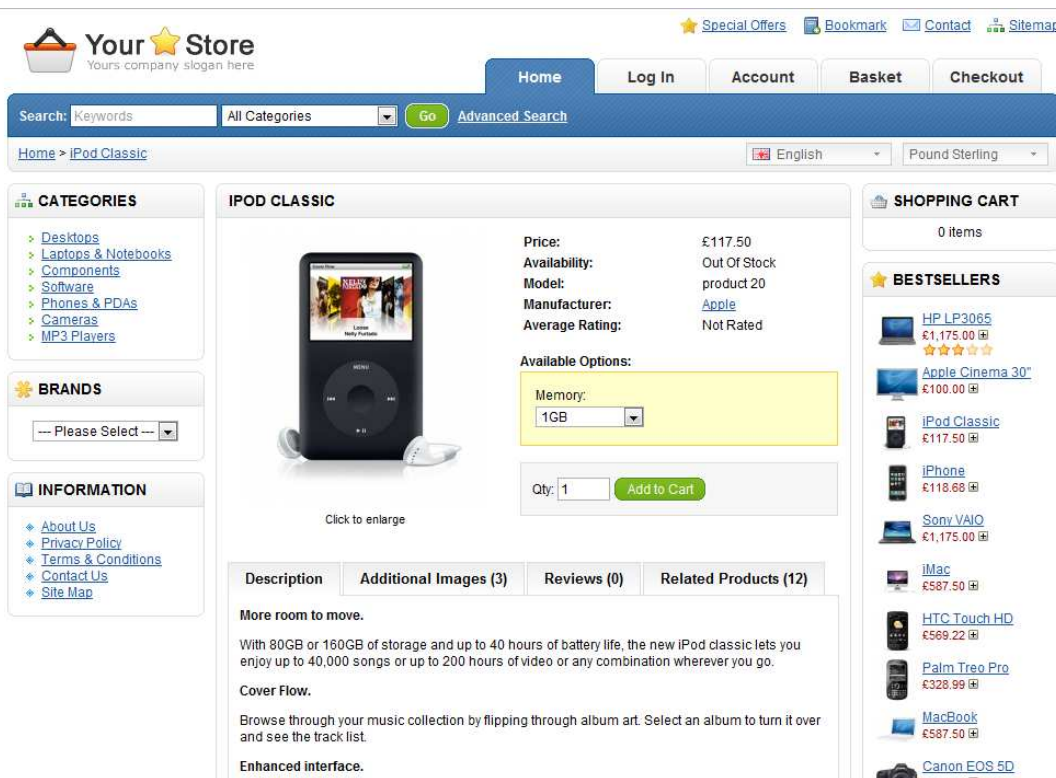 Special Offers Bookmark Contact Sitemap
Your Store
Yours company slogan here
Home Log In Account Basket Checkout
Search: Keywords All Categories Go Advanced Search
Home > iPod Classic English Pound Sterling
CATEGORIES
Desktops
Laptops & Notebooks
Components
Software
Phones & PDAs
Cameras
MP3 Players
BRANDS
--- Please Select ---
INFORMATION
About Us
Privacy Policy
Terms & Conditions
Contact Us
Site Map
IPOD CLASSIC
MENU
Click to enlarge
Price: £117.50
Availability: Out Of Stock
Model: product 20
Manufacturer: Apple
Average Rating: Not Rated
Available Options:
Memory:
1GB
Qty: 1 Add to Cart
Description Additional Images (3) Reviews (0) Related Products (12)
More room to move.
With 80GB or 160GB of storage and up to 40 hours of battery life, the new iPod classic lets you
enjoy up to 40,000 songs or up to 200 hours of video or any combination wherever you go.
Cover Flow.
Browse through your music collection by flipping through album art. Select an album to turn it over
and see the track list.
Enhanced interface.
SHOPPING CART
0 items
BESTSELLERS
HP LP3065
£1,175.00
Apple Cinema 30"
£100.00
iPod Classic
£117.50
iPhone
£118.68
Sony VAIO
£1,175.00
iMac
£587.50
HTC Touch HD
£569.22
Palm Treo Pro
£328.99
MacBook
£587.50
Canon EOS 5D